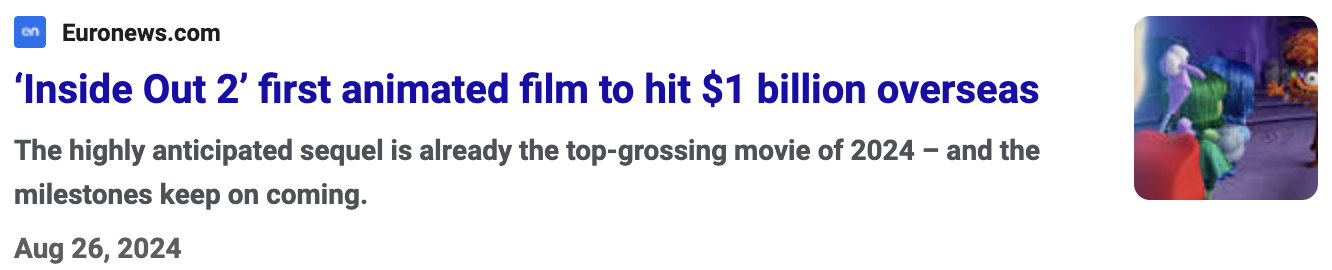 Euronews.com
‘Inside Out 2’ first animated film to hit $1 billion overseas
The highly anticipated sequel is already the top-grossing movie of 2024 – and the
milestones keep on coming.
Aug 26, 2024